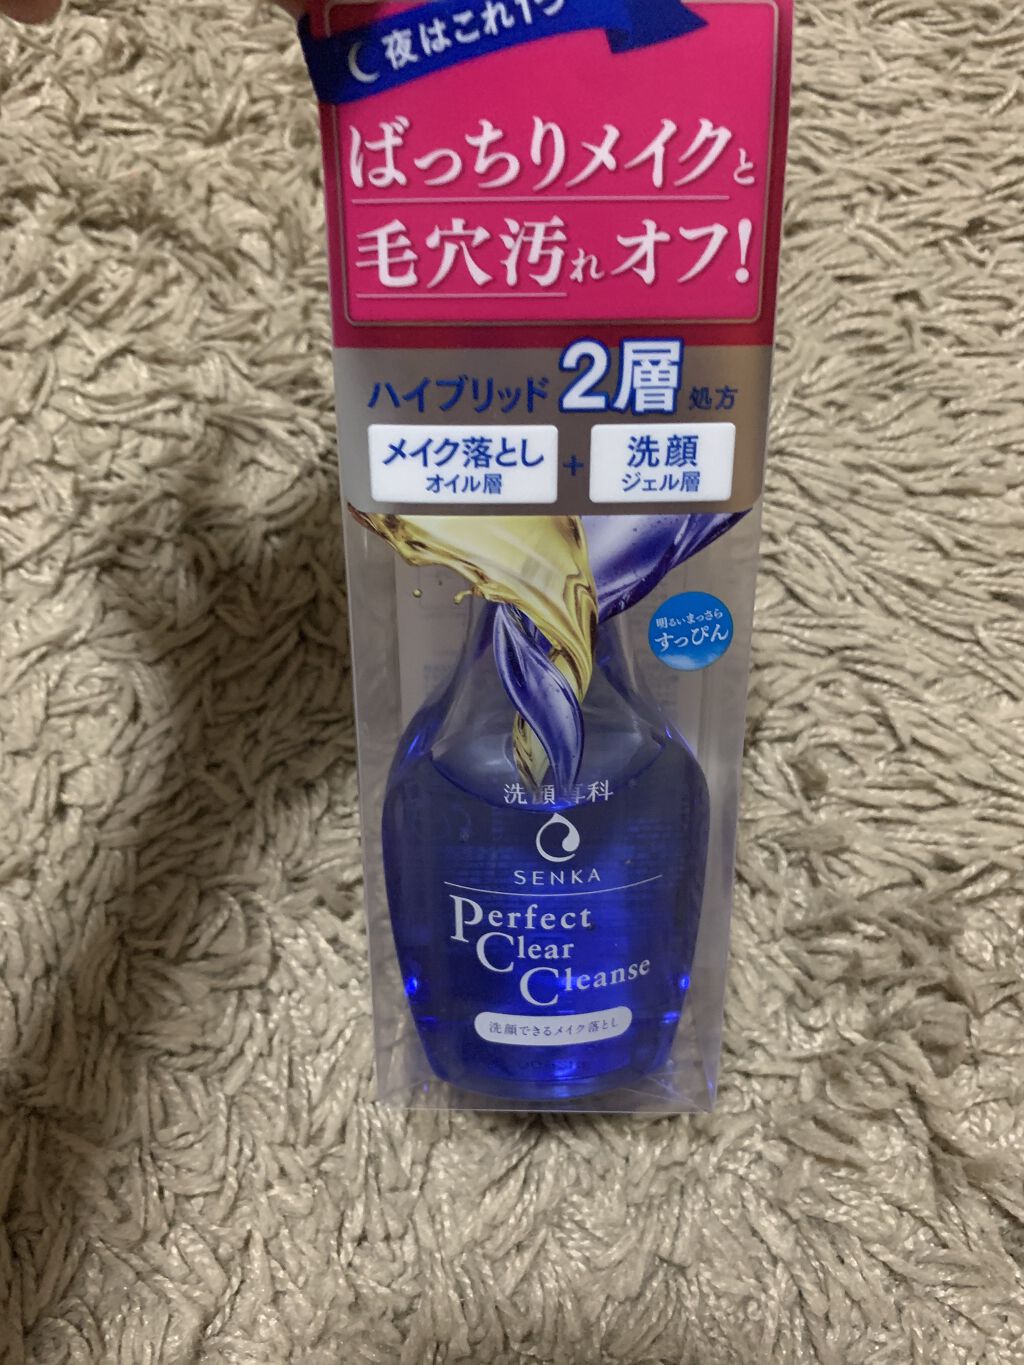 夜はこれ1つ
ばっちりメイクと
毛穴汚れオフ!
ハイブリッド2層処方
メイク落とし
オイル層
+
洗顔
ジェル層
明るいまっさら
すっぴん
洗顔専科
SENKA
Perfect
Clear
Cleanse
洗顔できるメイク落とし